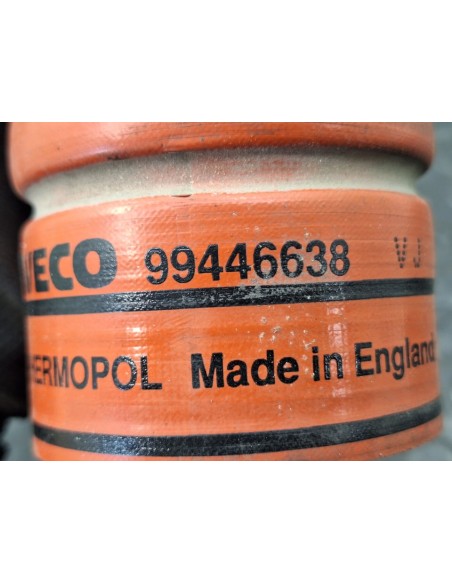 IVECO 99446638 VJ
THERMOPOL Made in England